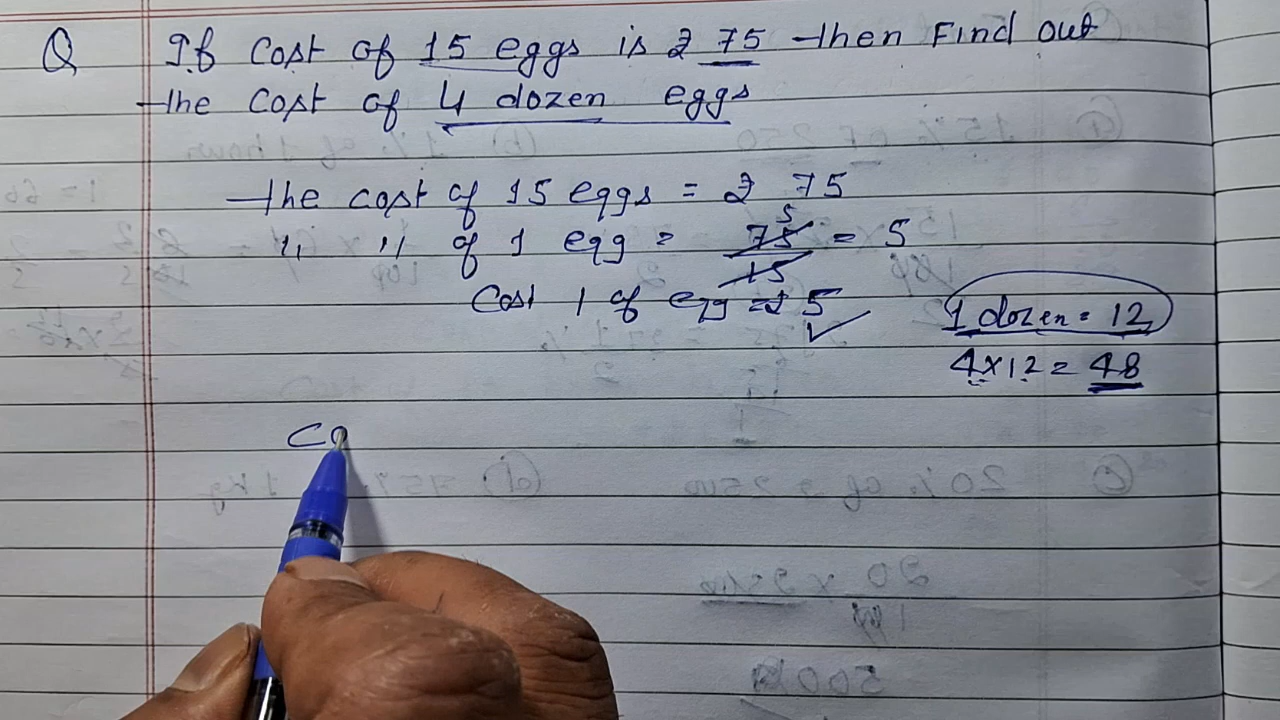 Q If Cost of 15 eggs is ₹ 75 then Find out
the Cost of 4 dozen eggs
the cost of 15 eggs = ₹ 75
,, ,, of 1 egg = 75/15 = 5
5
Cost 1 of egg = ₹ 5 ✓
1 dozen = 12
4x12 = 48
Co